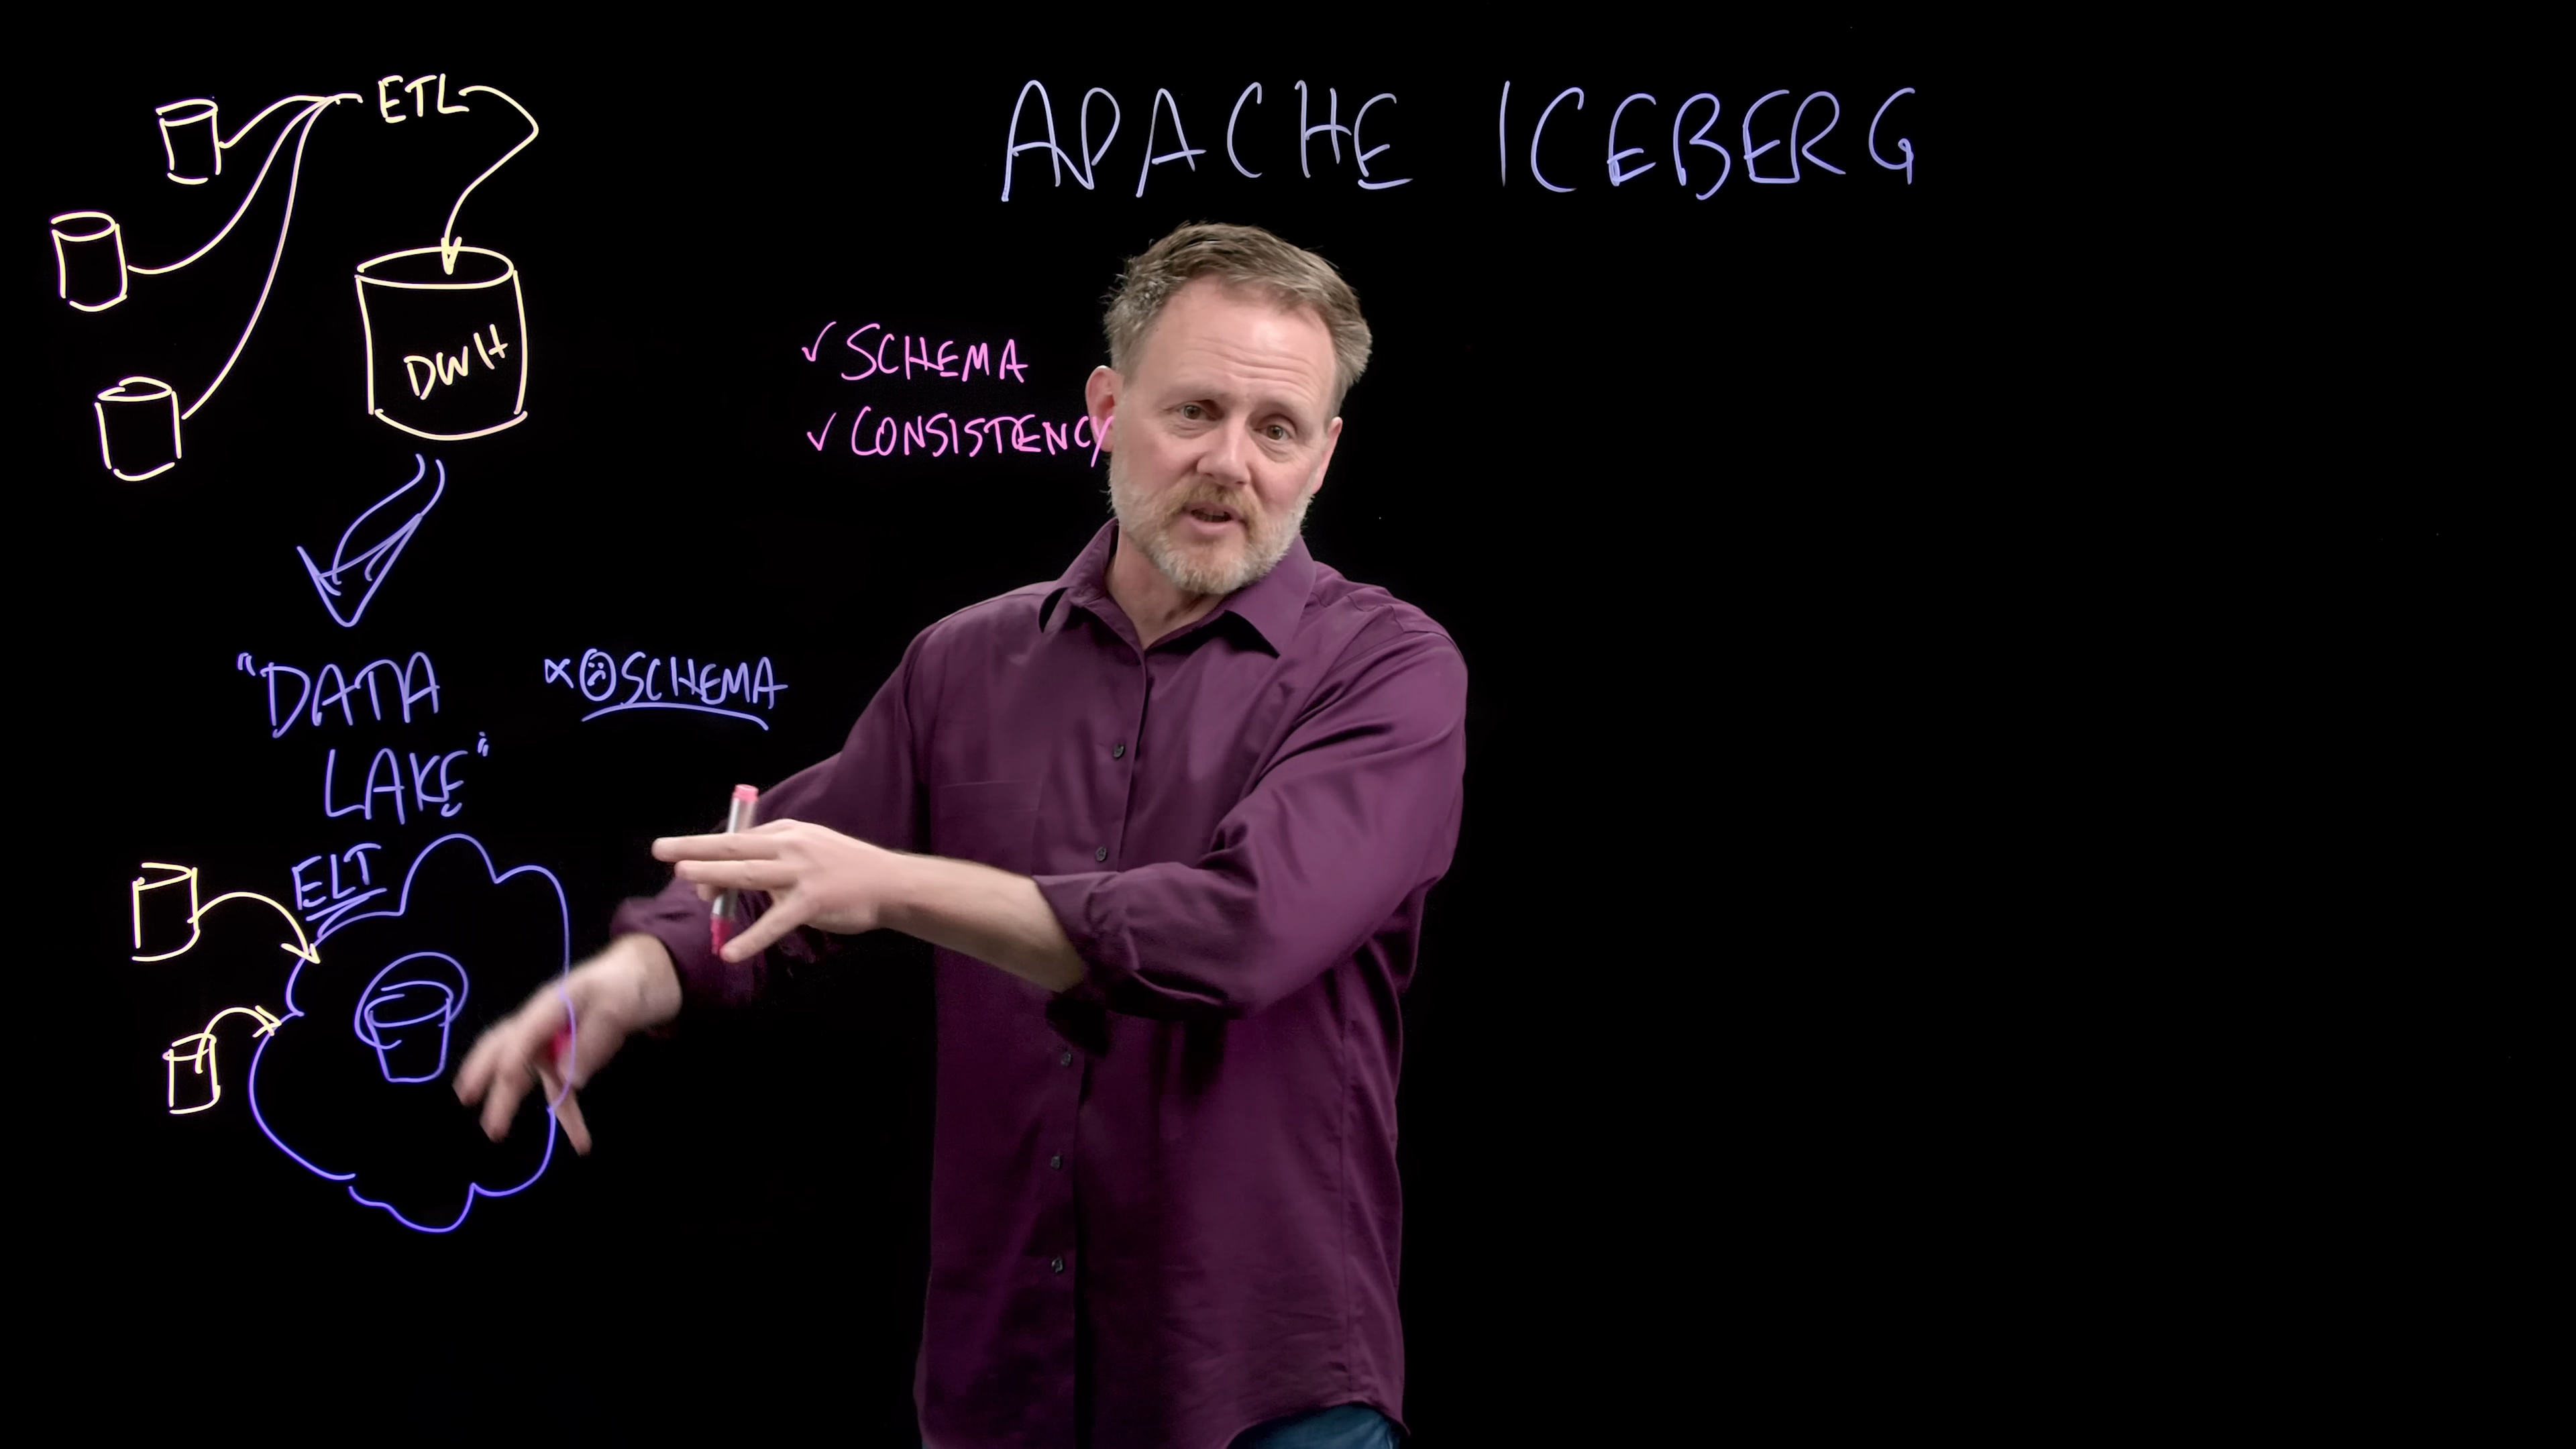 ETL
APACHE ICEBERG
DWH
✓ SCHEMA
✓ CONSISTENCY
"DATA
LAKE"
x ☹ SCHEMA
ELT